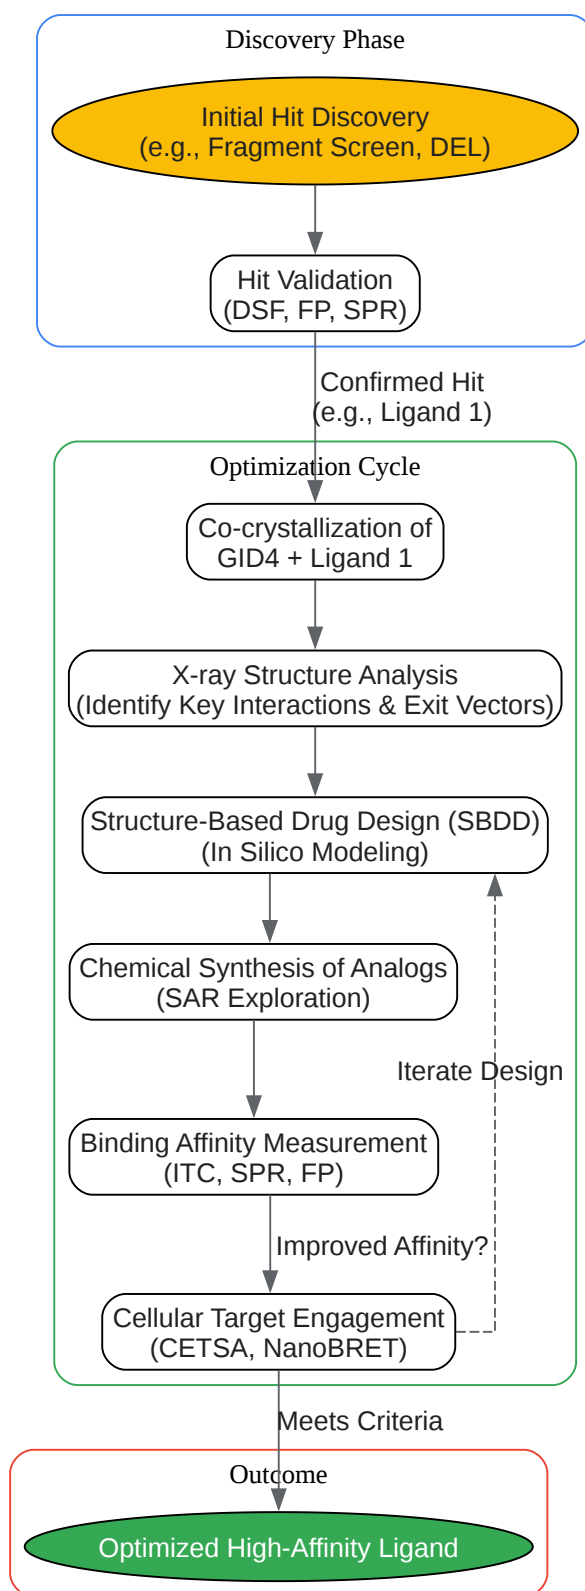 Discovery Phase
Initial Hit Discovery
(e.g., Fragment Screen, DEL)
Hit Validation
(DSF, FP, SPR)
Confirmed Hit
(e.g., Ligand 1)
Optimization Cycle
Co-crystallization of
GID4 + Ligand 1
X-ray Structure Analysis
(Identify Key Interactions & Exit Vectors)
Structure-Based Drug Design (SBDD)
(In Silico Modeling)
Chemical Synthesis of Analogs
(SAR Exploration)
Iterate Design
Binding Affinity Measurement
(ITC, SPR, FP)
Improved Affinity?
Cellular Target Engagement
(CETSA, NanoBRET)
Meets Criteria
Outcome
Optimized High-Affinity Ligand